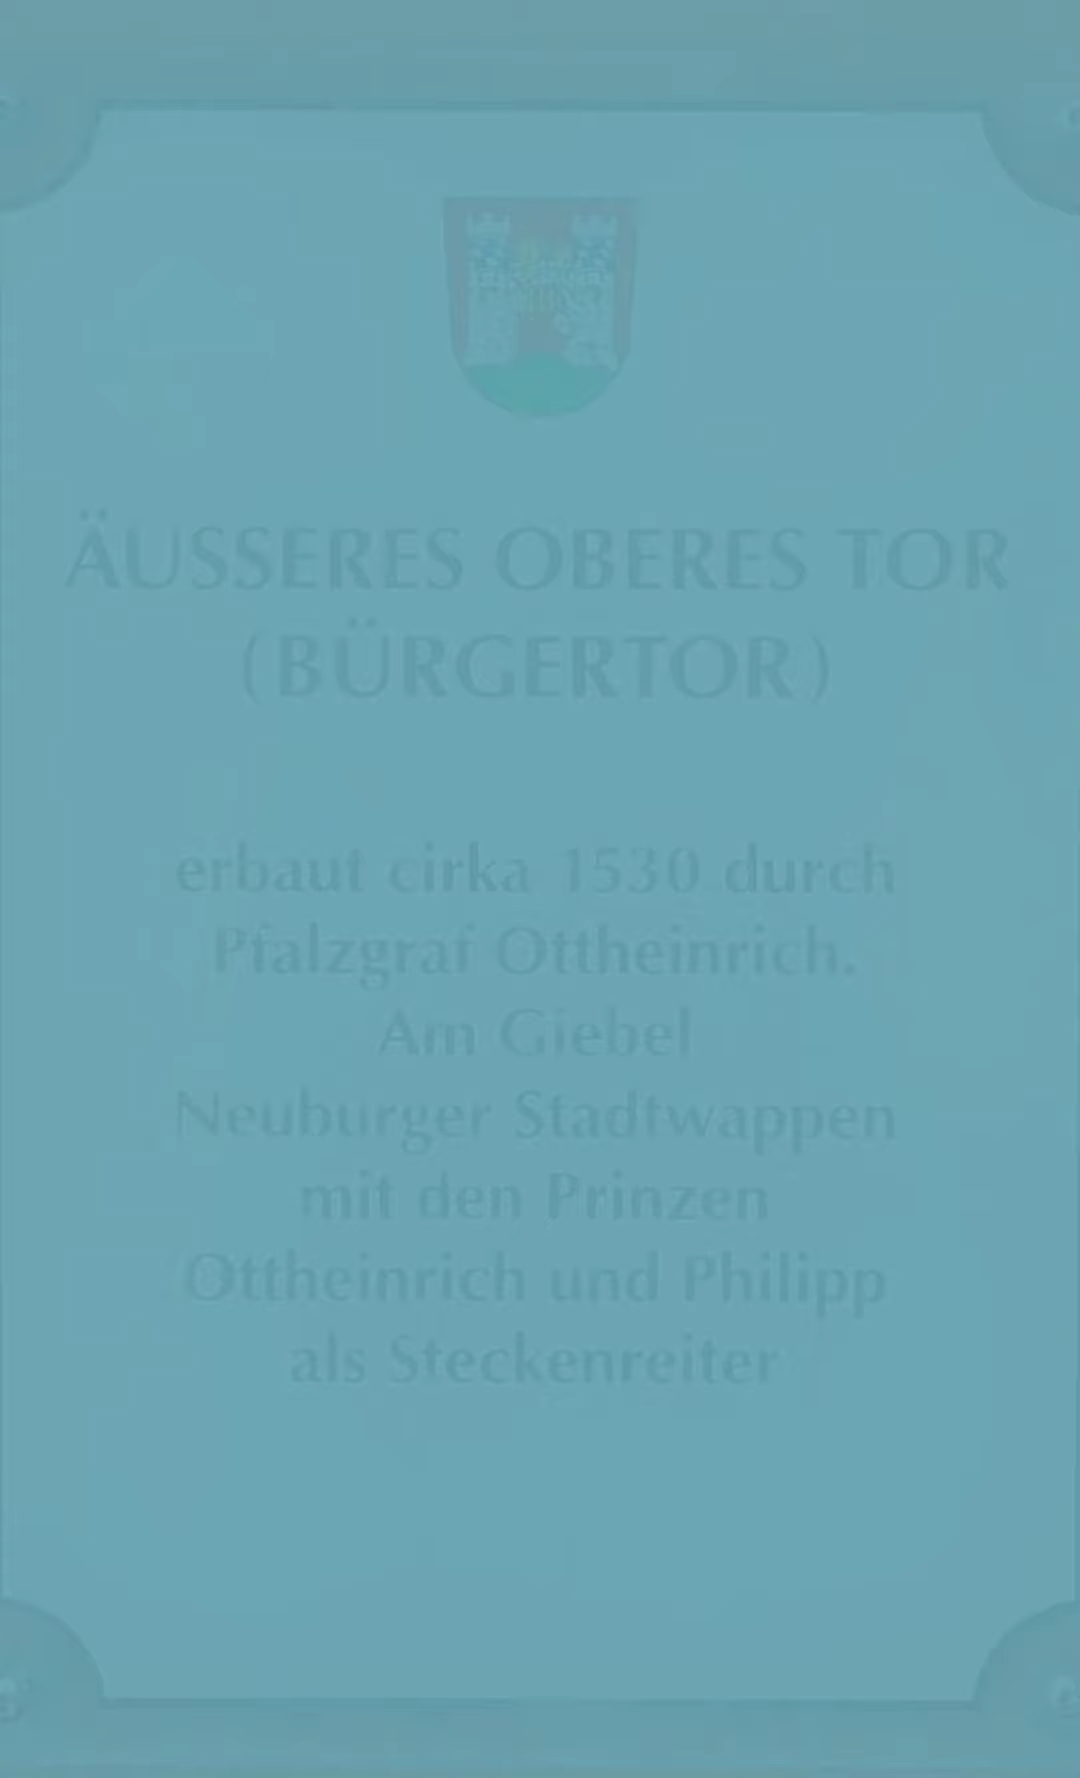 ÄUSSERES OBERES TOR
(BÜRGERTOR)
erbaut cirka 1530 durch
Pfalzgraf Ottheinrich.
Am Giebel
Neuburger Stadtwappen
mit den Prinzen
Ottheinrich und Philipp
als Steckenreiter